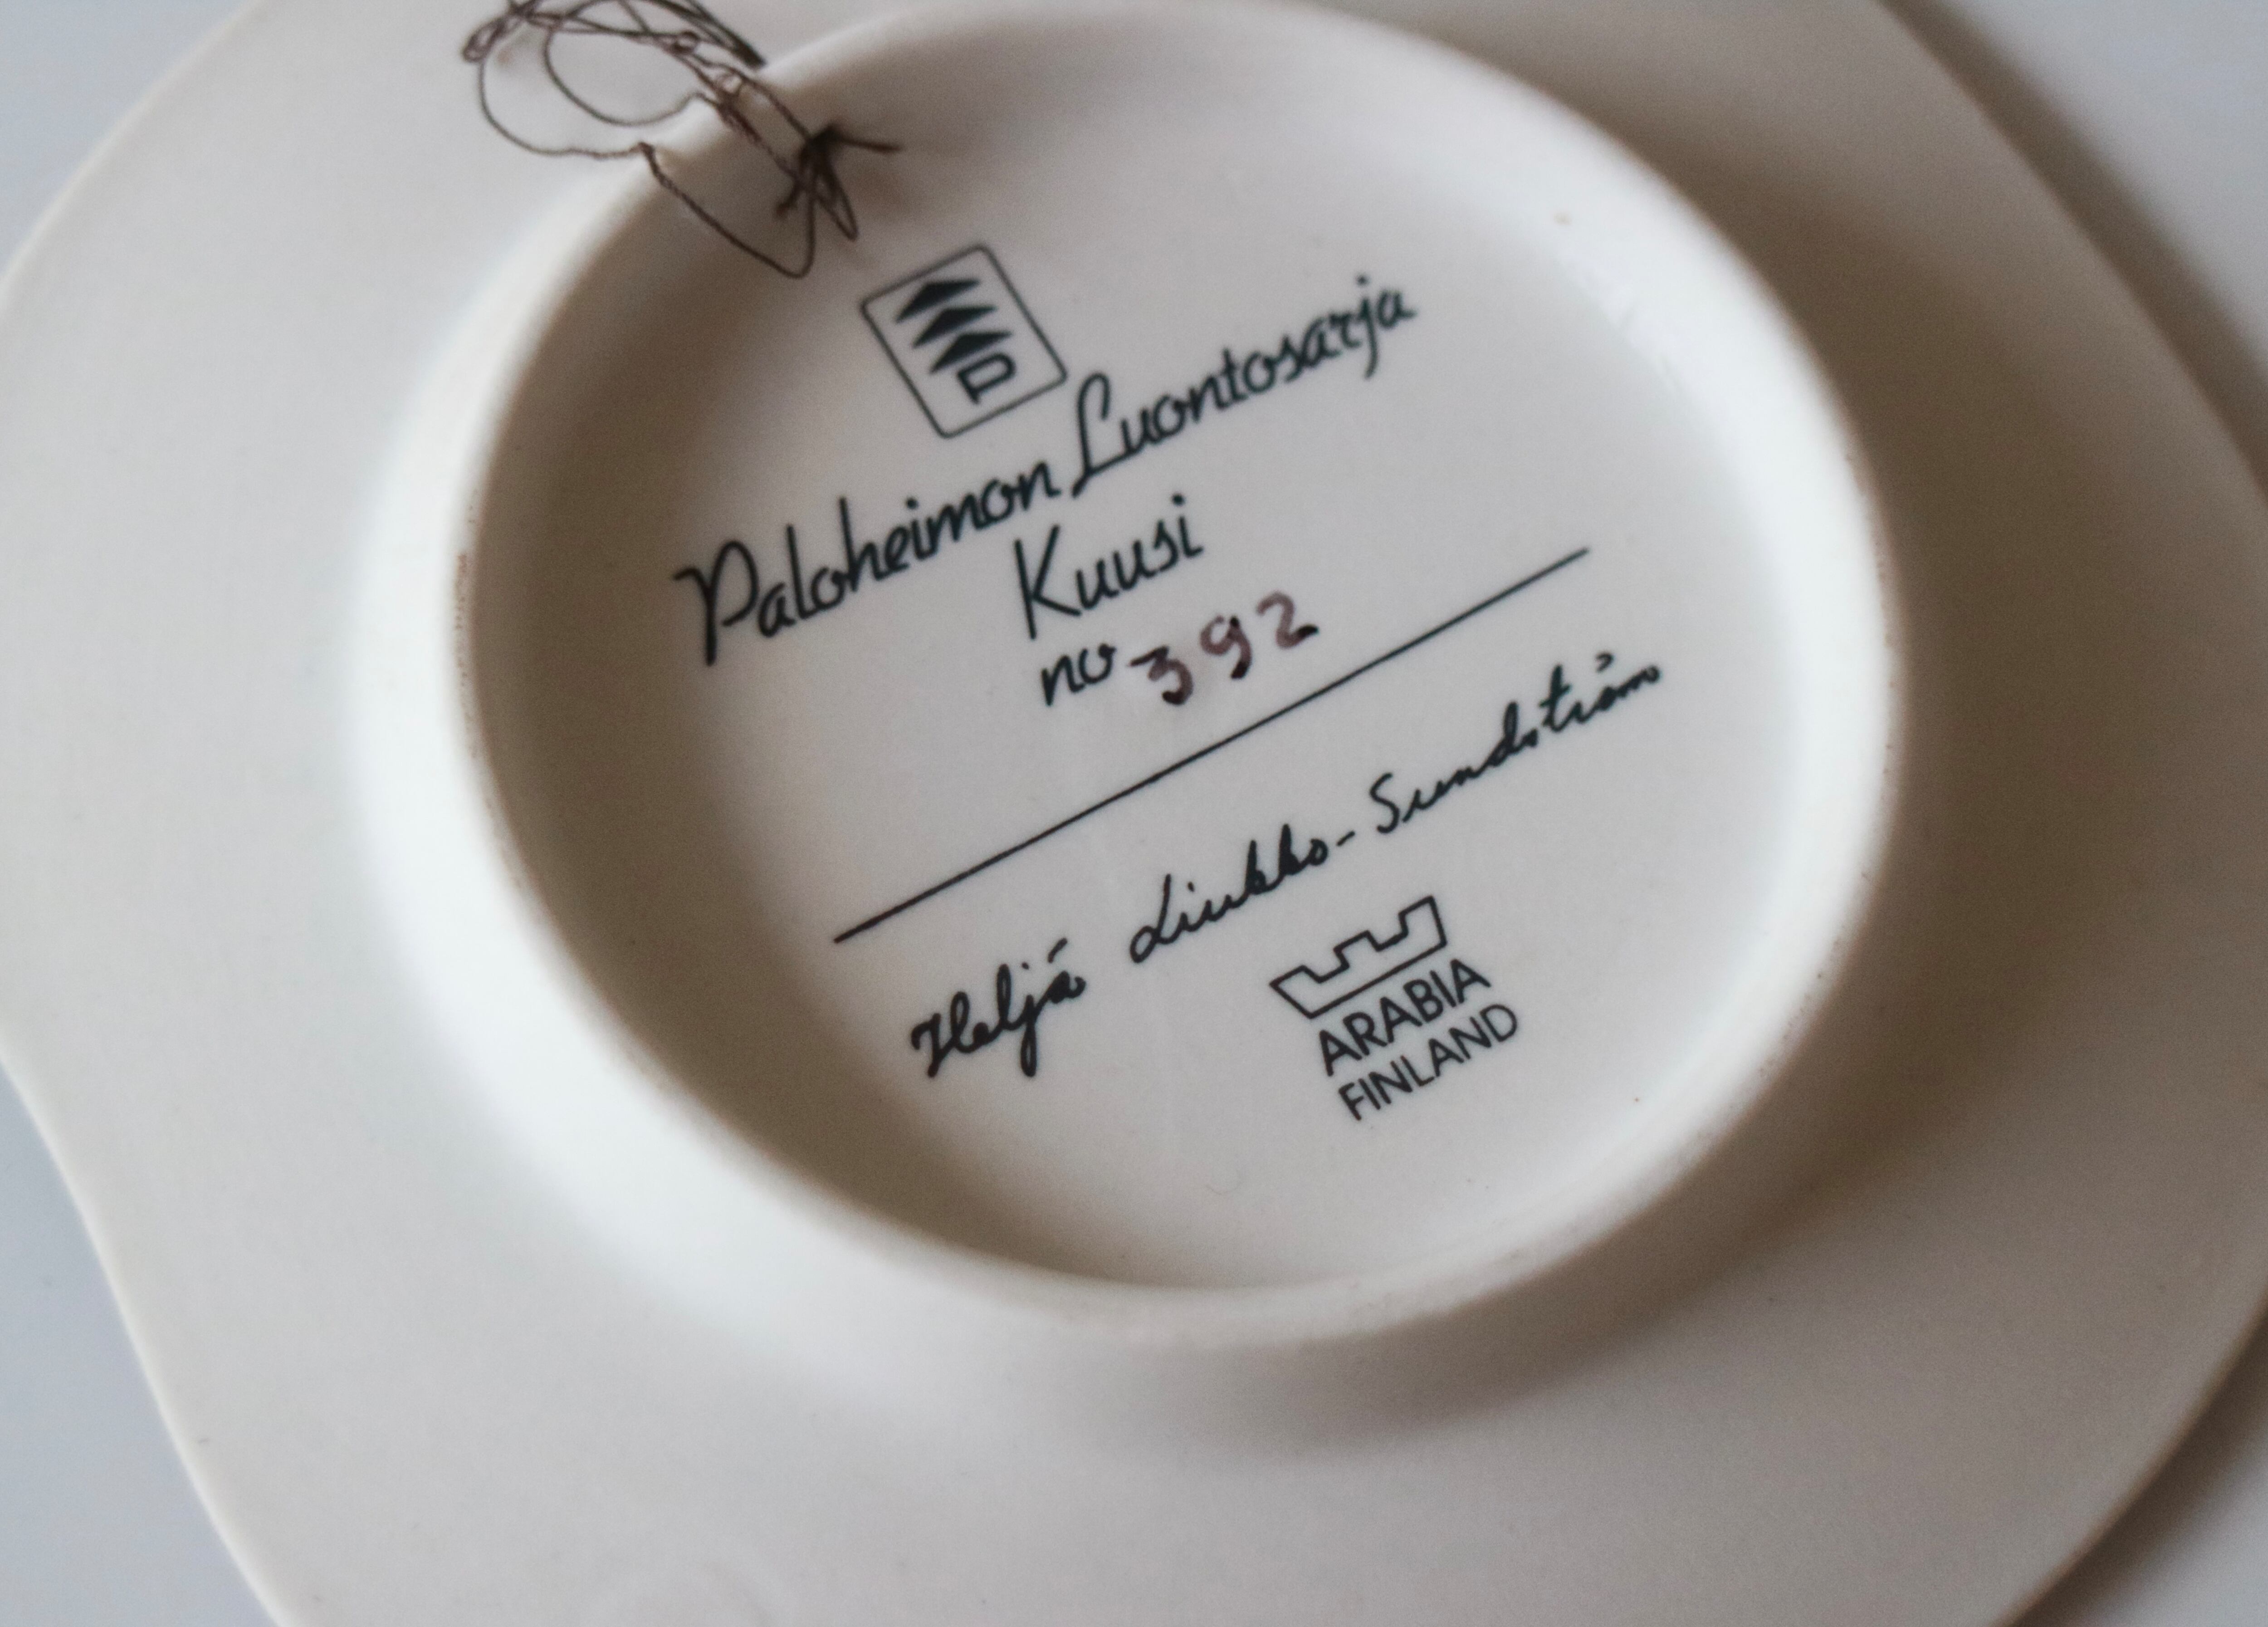 P
Paloheimon Luontosarja
Kuusi
no 392
Heljä Liukko-Sundström
ARABIA
FINLAND